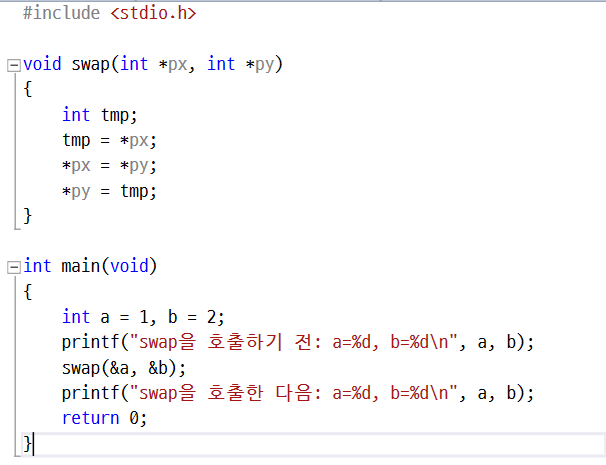 #include <stdio.h>
void swap(int *px, int *py)
{
int tmp;
tmp = *px;
*px = *py;
*py = tmp;
}
int main(void)
{
int a = 1, b = 2;
printf("swap을 호출하기 전: a=%d, b=%d\n", a, b);
swap(&a, &b);
printf("swap을 호출한 다음: a=%d, b=%d\n", a, b);
return 0;
}